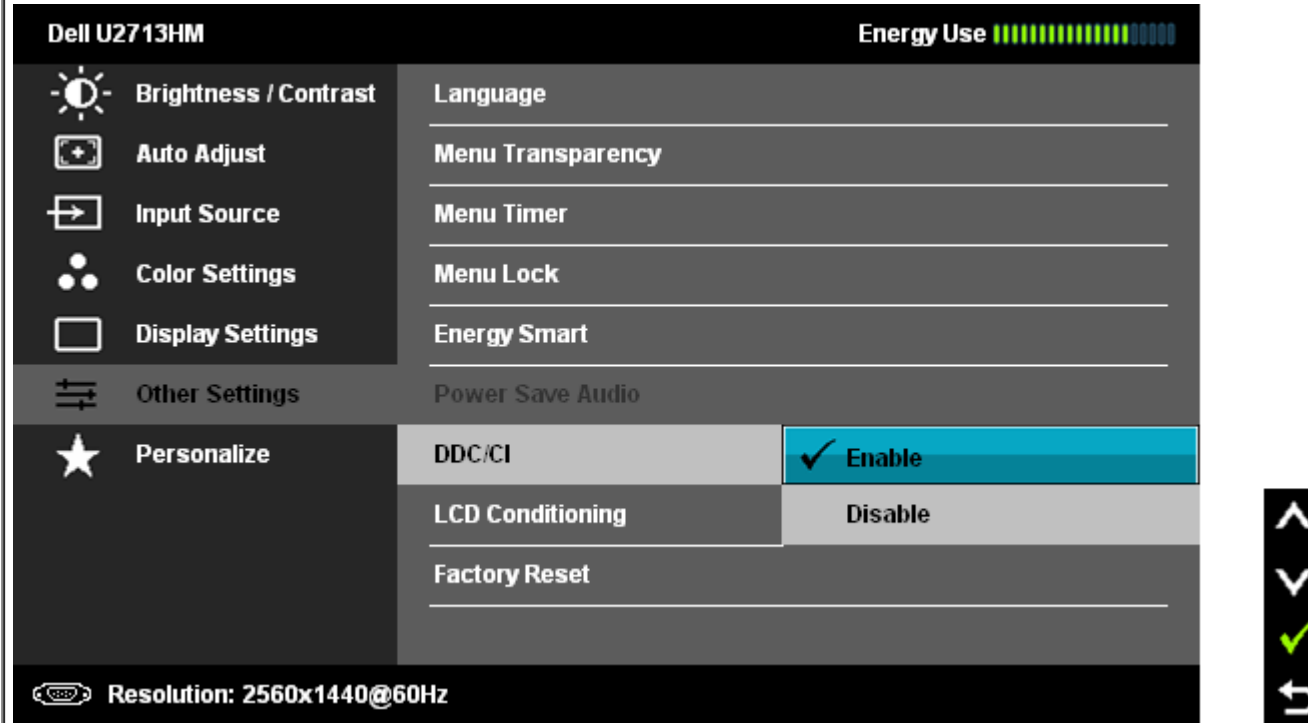 Dell U2713HM
Energy Use
Brightness / Contrast
Auto Adjust
Input Source
Color Settings
Display Settings
Other Settings
Personalize
Language
Menu Transparency
Menu Timer
Menu Lock
Energy Smart
Power Save Audio
DDC/CI
LCD Conditioning
Factory Reset
Enable
Disable
Resolution: 2560x1440@60Hz